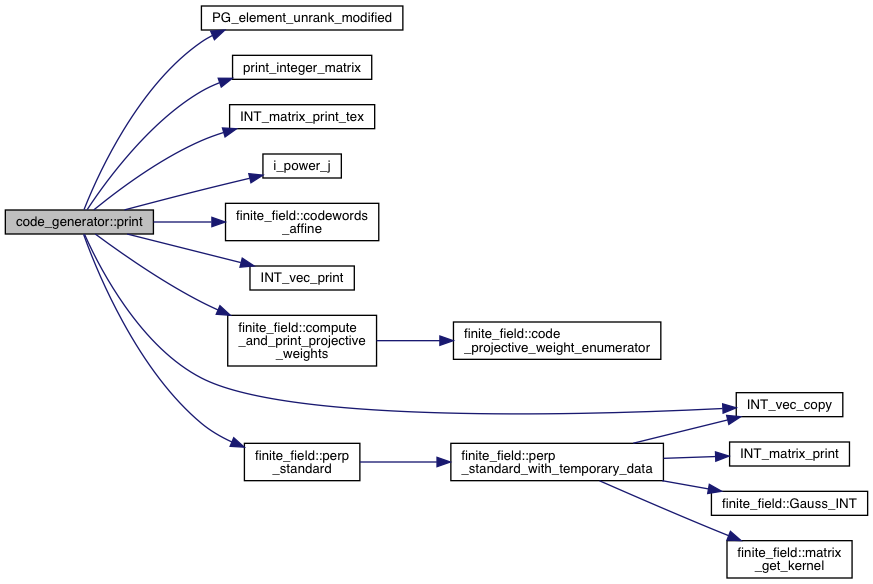 PG_element_unrank_modified
print_integer_matrix
INT_matrix_print_tex
i_power_j
code_generator::print
finite_field::codewords
_affine
INT_vec_print
finite_field::compute
_and_print_projective
_weights
finite_field::code
_projective_weight_enumerator
INT_vec_copy
finite_field::perp
_standard
finite_field::perp
_standard_with_temporary_data
INT_matrix_print
finite_field::Gauss_INT
finite_field::matrix
_get_kernel